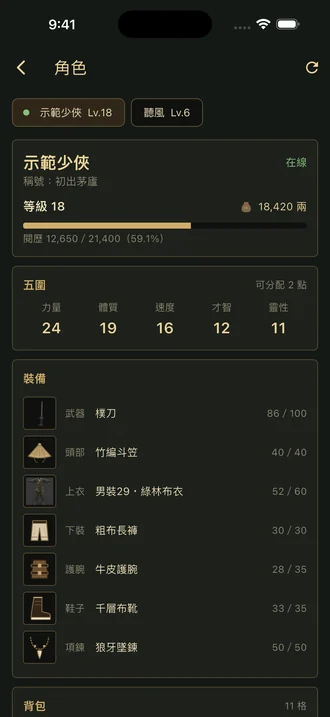 9:41
角色
示範少俠 Lv.18
聽風 Lv.6
示範少俠 在線
稱號：初出茅廬
等級 18 18,420 兩
閱歷 12,650 / 21,400（59.1%）
五圍 可分配 2 點
力量 體質 速度 才智 靈性
24 19 16 12 11
裝備
武器 樸刀 86 / 100
頭部 竹編斗笠 40 / 40
上衣 男裝29・綠林布衣 52 / 60
下裝 粗布長褲 30 / 30
護腕 牛皮護腕 28 / 35
鞋子 千層布靴 33 / 35
項鍊 狼牙墜鍊 50 / 50
背包 11 格